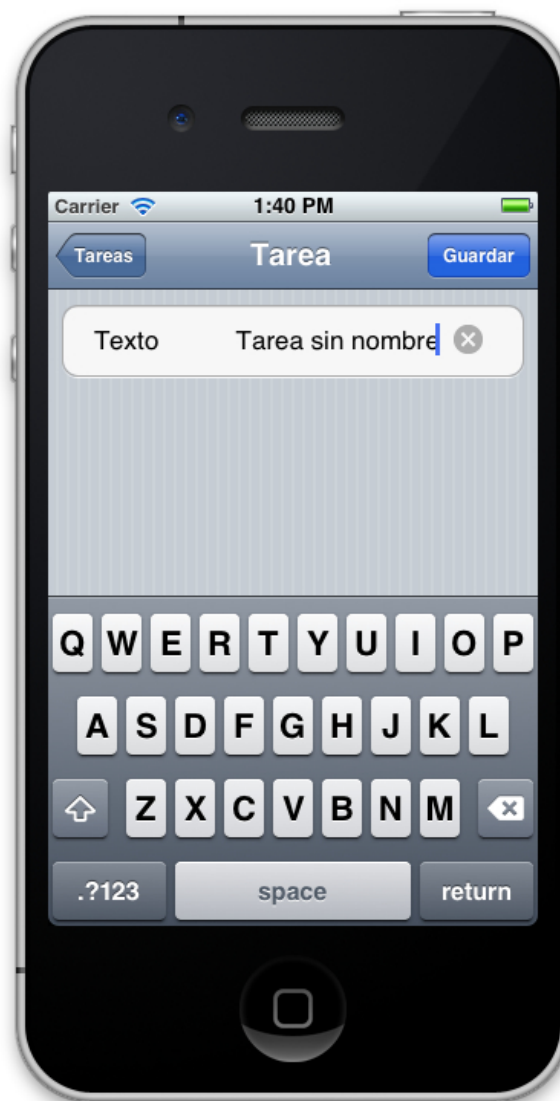 Carrier 1:40 PM
Tareas Tarea Guardar
Texto Tarea sin nombre
Q W E R T Y U I O P
A S D F G H J K L
Z X C V B N M
.?123 space return